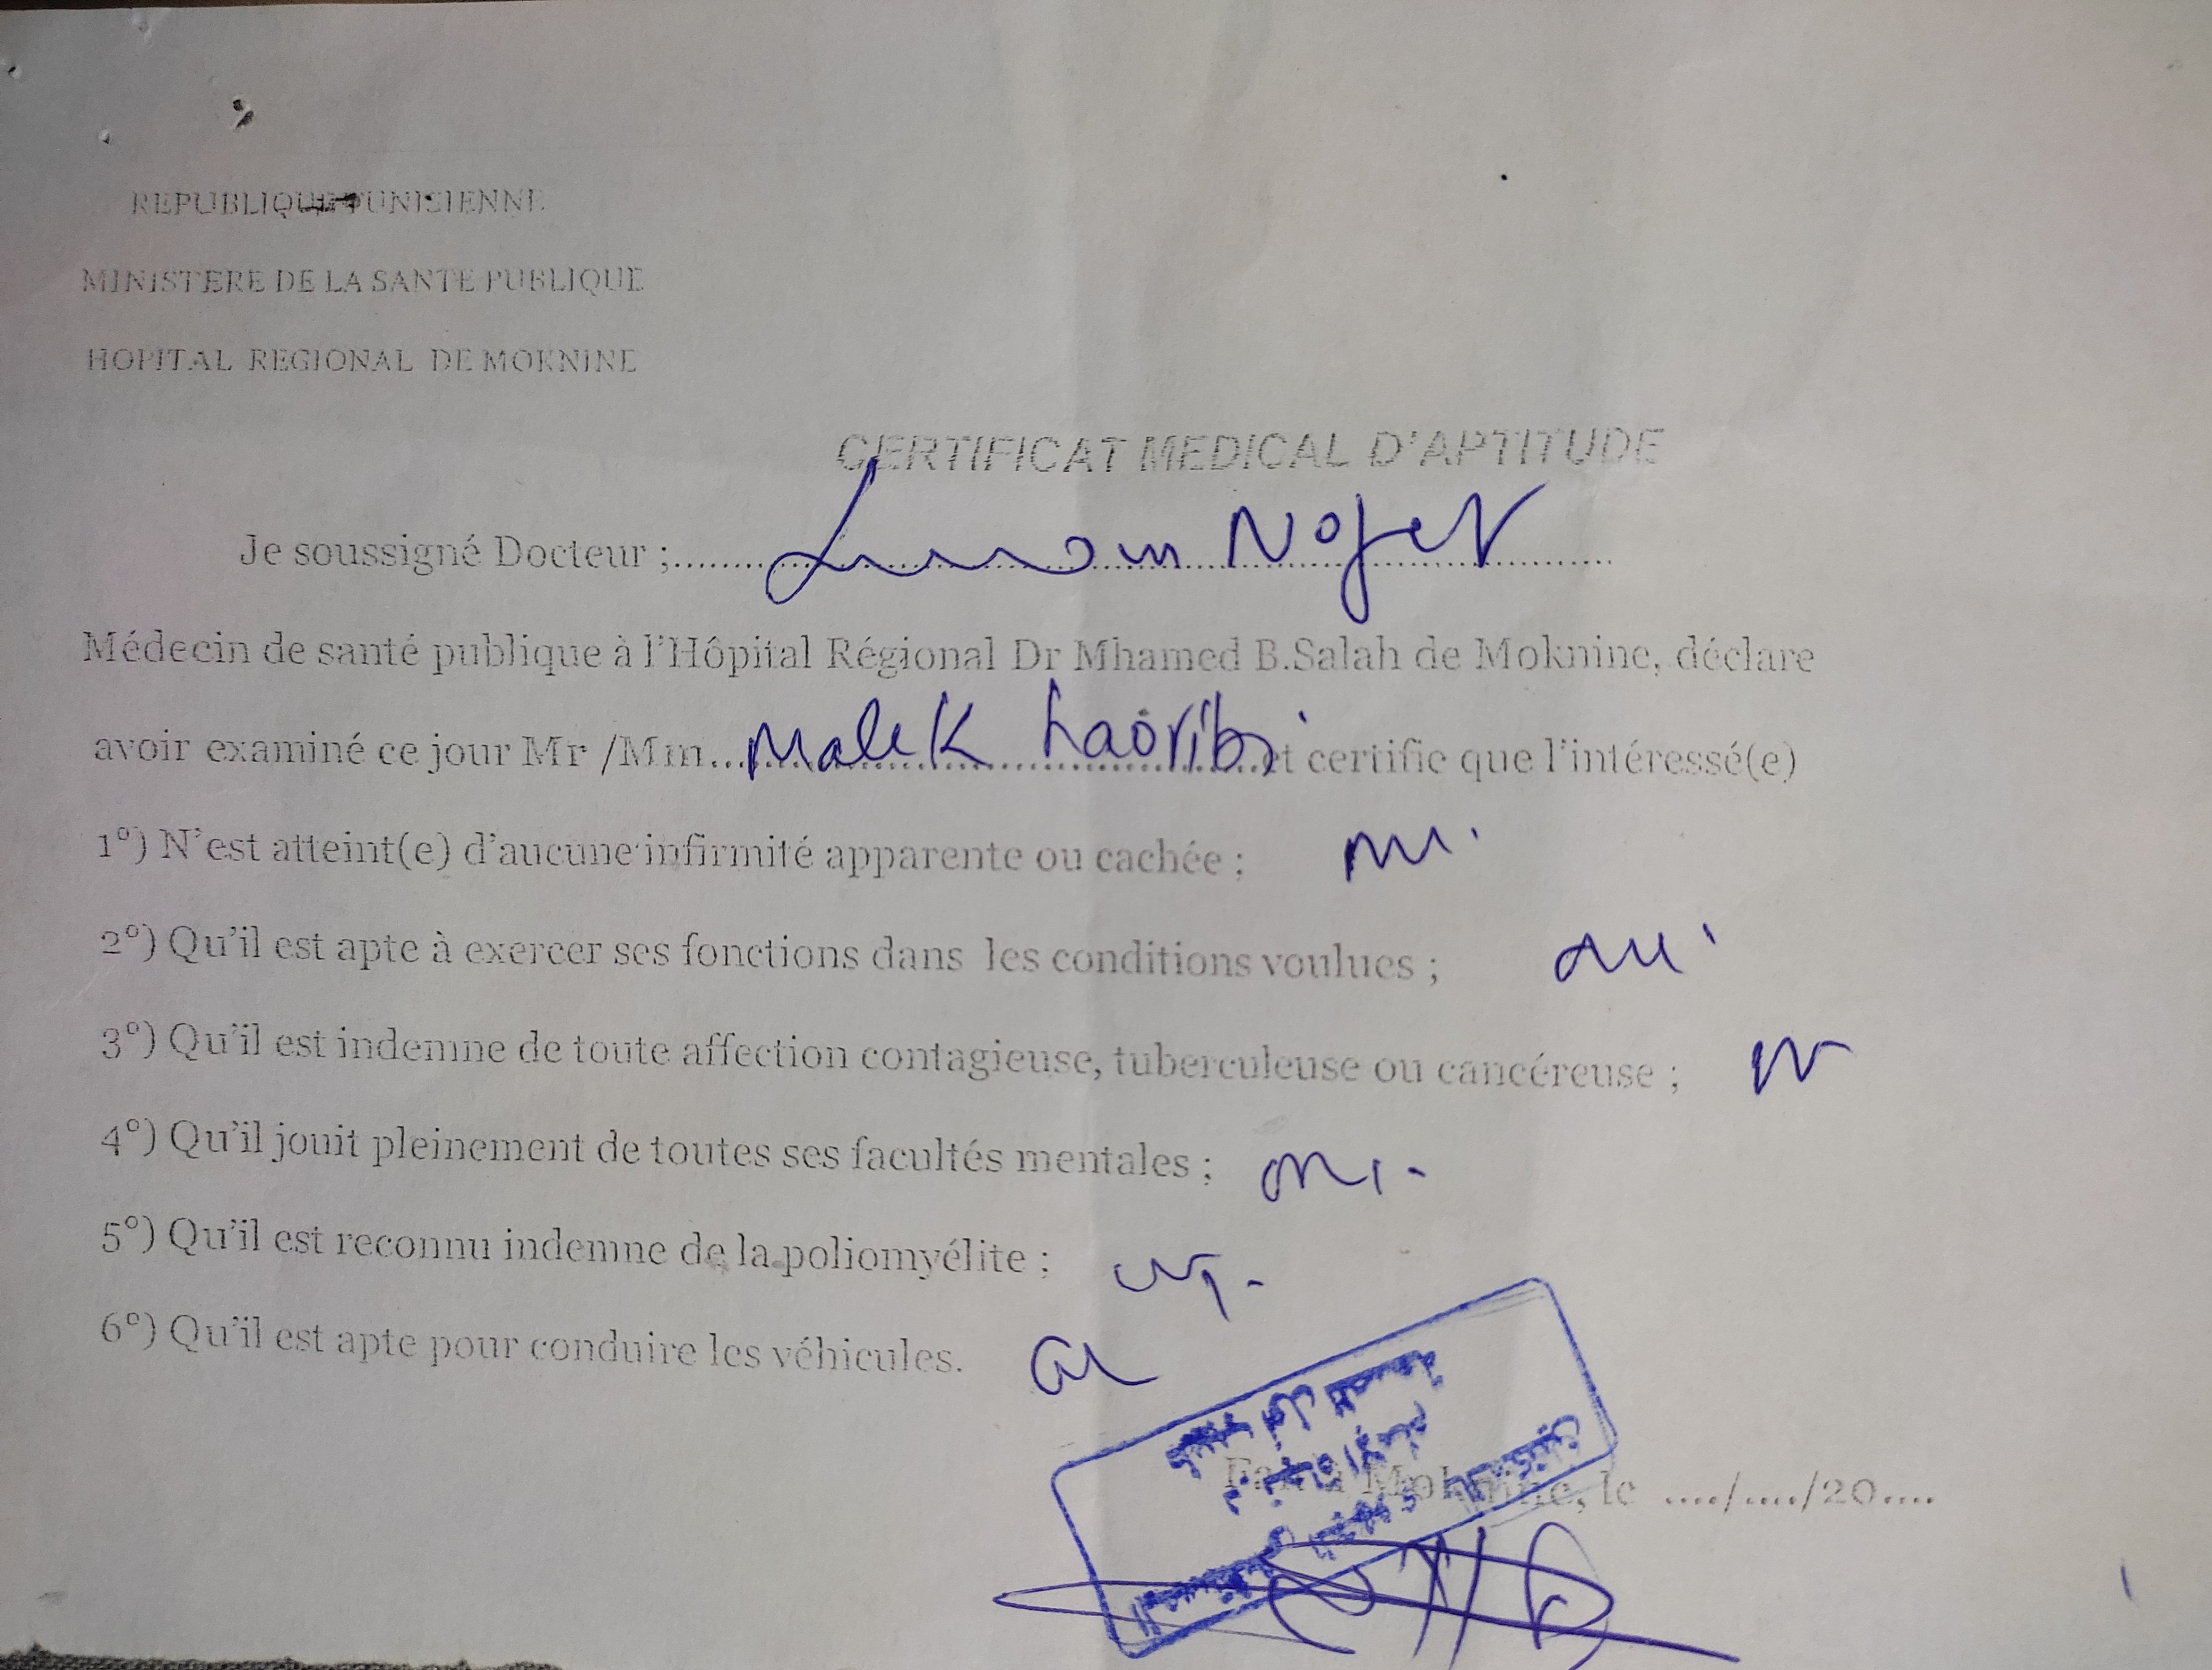 REPUBLIQUE TUNISIENNE
MINISTERE DE LA SANTE PUBLIQUE
HOPITAL REGIONAL DE MOKNINE
CERTIFICAT MEDICAL D'APTITUDE
Je soussigné Docteur ;........
Médecin de santé publique à l'Hôpital Régional Dr Mhamed B.Salah de Moknine, déclare
avoir examiné ce jour Mr /Mm... Malek et certifie que l'intéressé(e)
1°) N'est atteint(e) d'aucune infirmité apparente ou cachée ;
2°) Qu'il est apte à exercer ses fonctions dans les conditions voulues ; oui
3°) Qu'il est indemne de toute affection contagieuse, tuberculeuse ou cancéreuse ;
4°) Qu'il jouit pleinement de toutes ses facultés mentales ; oui
5°) Qu'il est reconnu indemne de la poliomyélite ;
6°) Qu'il est apte pour conduire les véhicules.
Fait à Moknine, le ..../..../20....